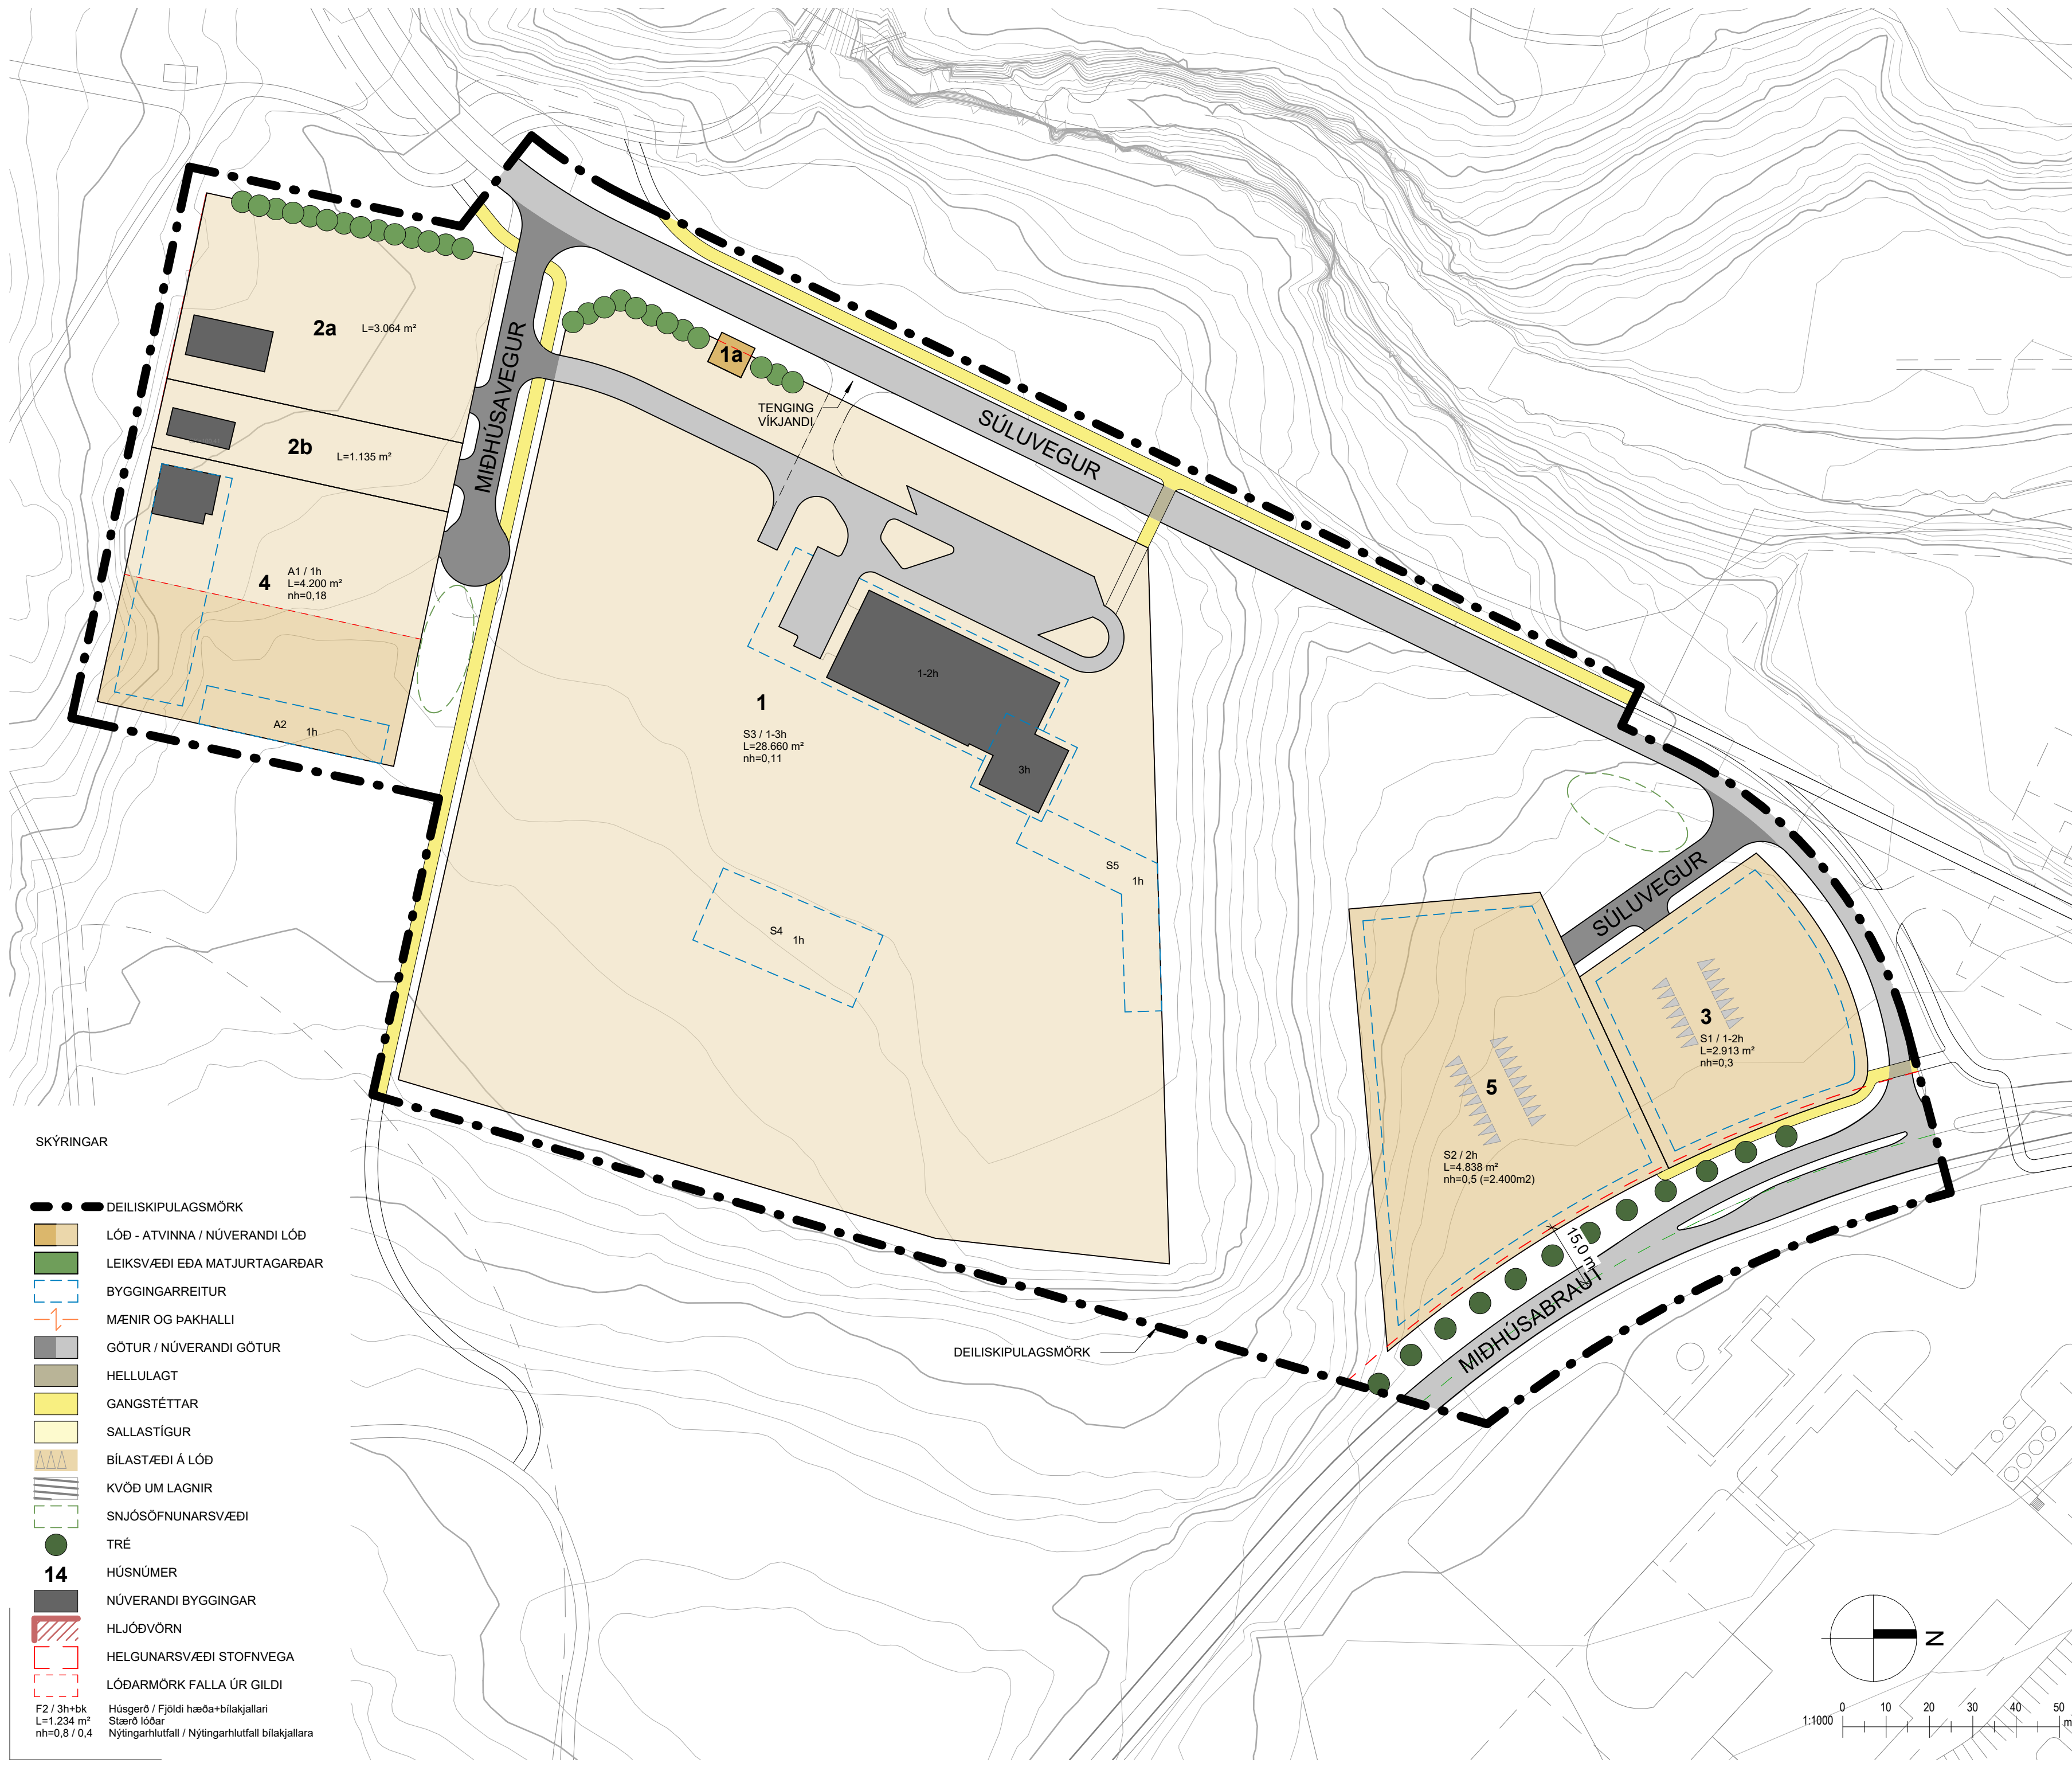 2a
L=3.064 m²
2b
L=1.135 m²
MIÐHÚSAVEGUR
1a
TENGING
VÍKJANDI
SÚLUVEGUR
4
A1 / 1h
L=4.200 m²
nh=0,18
A2
1h
1-2h
1
S3 / 1-3h
L=28.660 m²
nh=0,11
3h
S5
1h
S4
1h
SÚLUVEGUR
3
S1 / 1-2h
L=2.913 m²
nh=0,3
5
S2 / 2h
L=4.838 m²
nh=0,5 (=2.400m2)
15,0 m
MIÐHÚSABRAUT
DEILISKIPULAGSMÖRK
SKÝRINGAR
DEILISKIPULAGSMÖRK
LÓÐ - ATVINNA / NÚVERANDI LÓÐ
LEIKSVÆÐI EÐA MATJURTAGARÐAR
BYGGINGARREITUR
MÆNIR OG ÞAKHALLI
GÖTUR / NÚVERANDI GÖTUR
HELLULAGT
GANGSTÉTTAR
SALLASTÍGUR
BÍLASTÆÐI Á LÓÐ
KVÖÐ UM LAGNIR
SNJÓSÖFNUNARSVÆÐI
TRÉ
14 HÚSNÚMER
NÚVERANDI BYGGINGAR
HLJÓÐVÖRN
HELGUNARSVÆÐI STOFNVEGA
LÓÐARMÖRK FALLA ÚR GILDI
F2 / 3h+bk Húsgerð / Fjöldi hæða+bílakjallari
L=1.234 m² Stærð lóðar
nh=0,8 / 0,4 Nýtingarhlutfall / Nýtingarhlutfall bílakjallara
N
1:1000 0 10 20 30 40 50 m